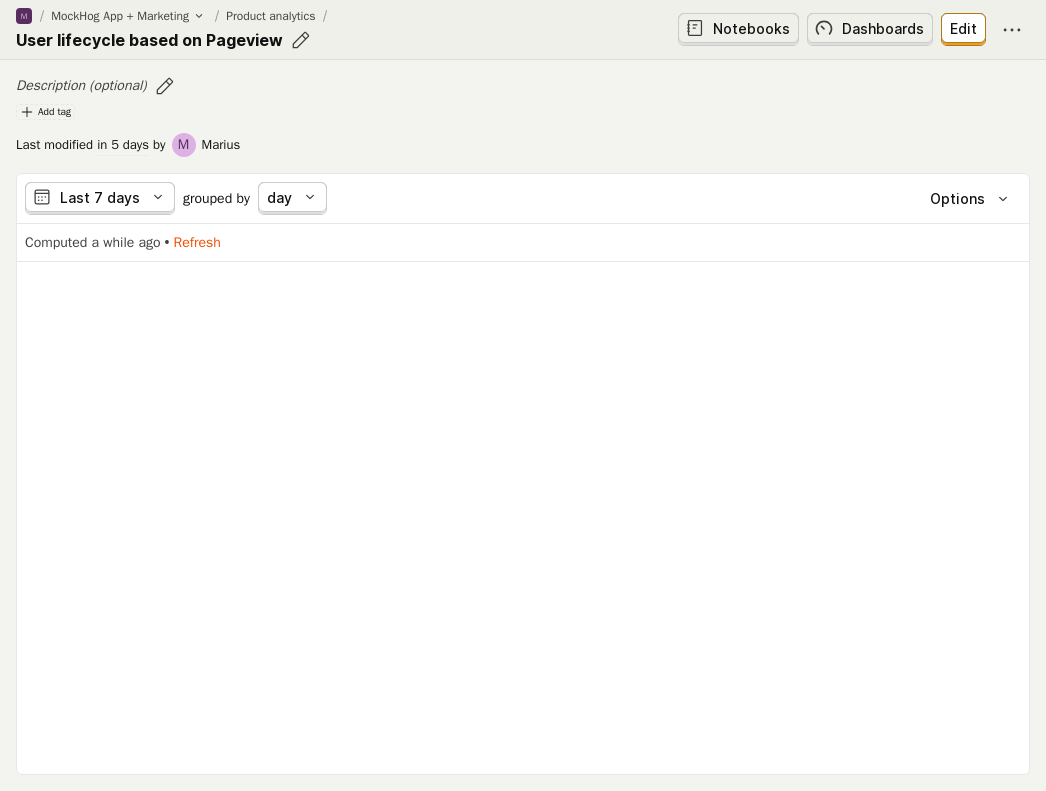 M / MockHog App + Marketing / Product analytics /
User lifecycle based on Pageview
Notebooks
Dashboards
Edit
Description (optional)
Add tag
Last modified in 5 days by M Marius
Last 7 days grouped by day
Options
Computed a while ago • Refresh